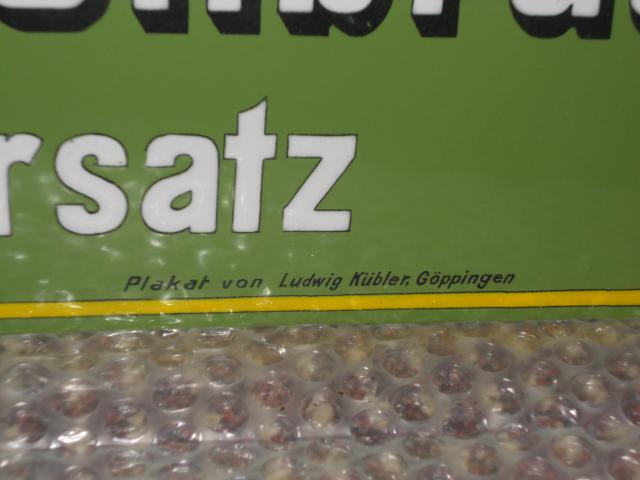 rsatz
Plakat von Ludwig Kübler, Göppingen